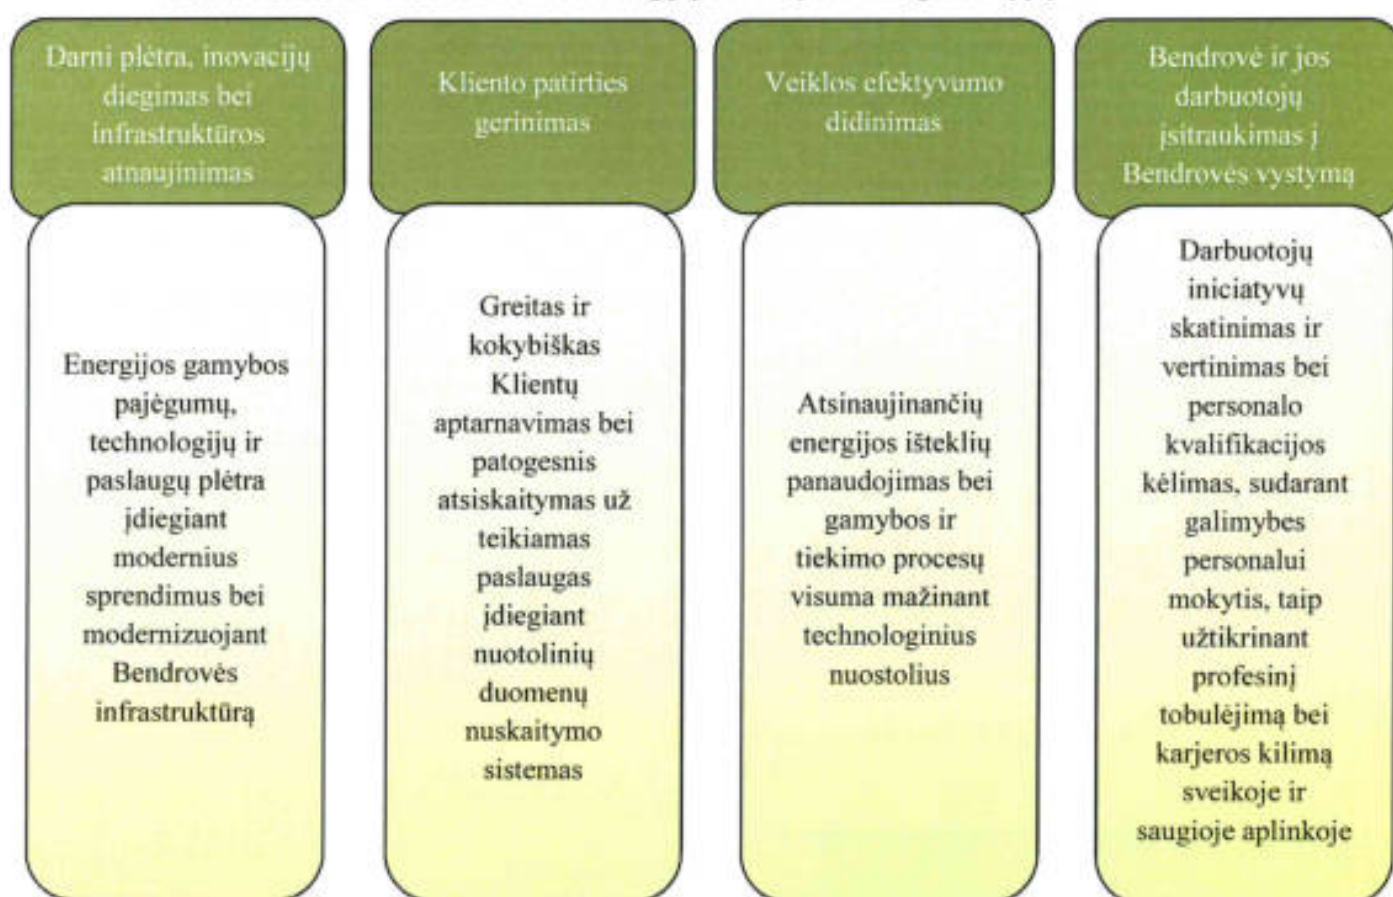 Darni plėtra, inovacijų
diegimas bei
infrastruktūros
atnaujinimas
Energijos gamybos
pajėgumų,
technologijų ir
paslaugų plėtra
įdiegiant
modernius
sprendimus bei
modernizuojant
Bendrovės
infrastruktūrą
Kliento patirties
gerinimas
Greitas ir
kokybiškas
Klientų
aptarnavimas bei
patogesnis
atsiskaitymas už
teikiamas
paslaugas
įdiegiant
nuotolinių
duomenų
nuskaitymo
sistemas
Veiklos efektyvumo
didinimas
Atsinaujinančių
energijos išteklių
panaudojimas bei
gamybos ir
tiekimo procesų
visuma mažinant
technologinius
nuostolius
Bendrovė ir jos
darbuotojų
įsitraukimas į
Bendrovės vystymą
Darbuotojų
iniciatyvų
skatinimas ir
vertinimas bei
personalo
kvalifikacijos
kėlimas, sudarant
galimybes
personalui
mokytis, taip
užtikrinant
profesinį
tobulėjimą bei
karjeros kilimą
sveikoje ir
saugioje aplinkoje